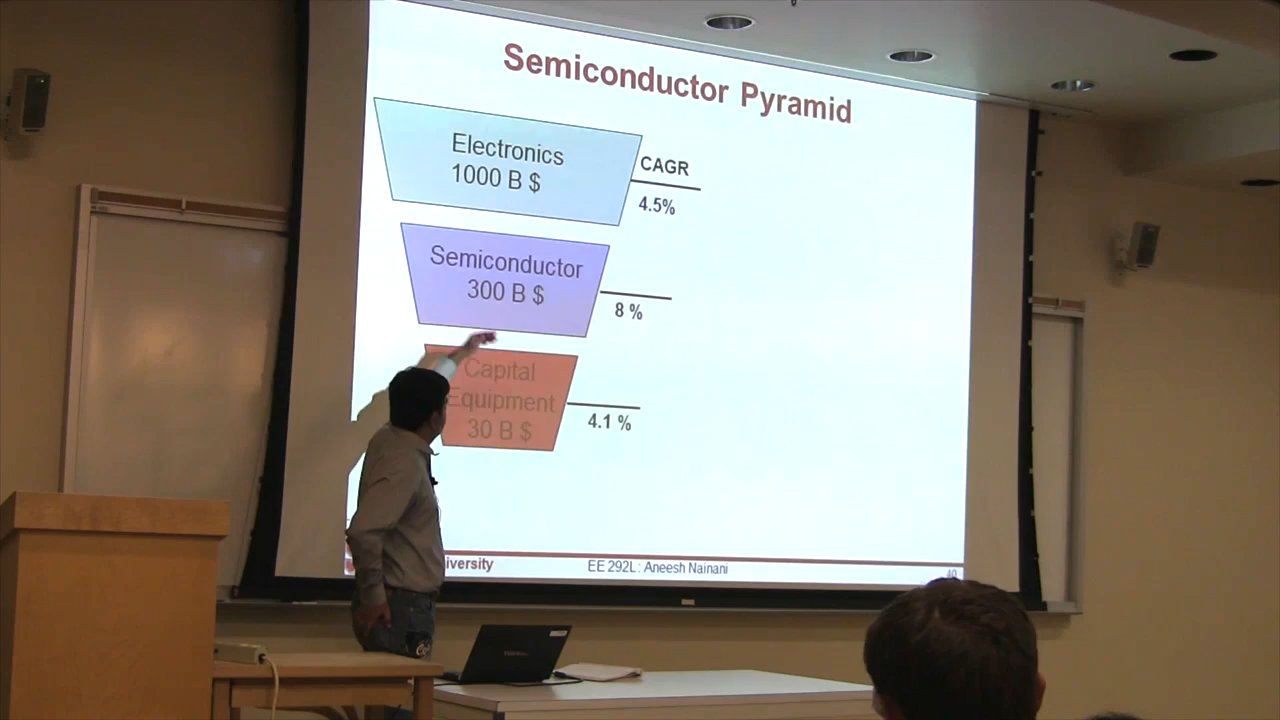 Semiconductor Pyramid
Electronics
1000 B $
CAGR
4.5%
Semiconductor
300 B $
8 %
Capital
Equipment
30 B $
4.1 %
EE 292L: Aneesh Nainani
40